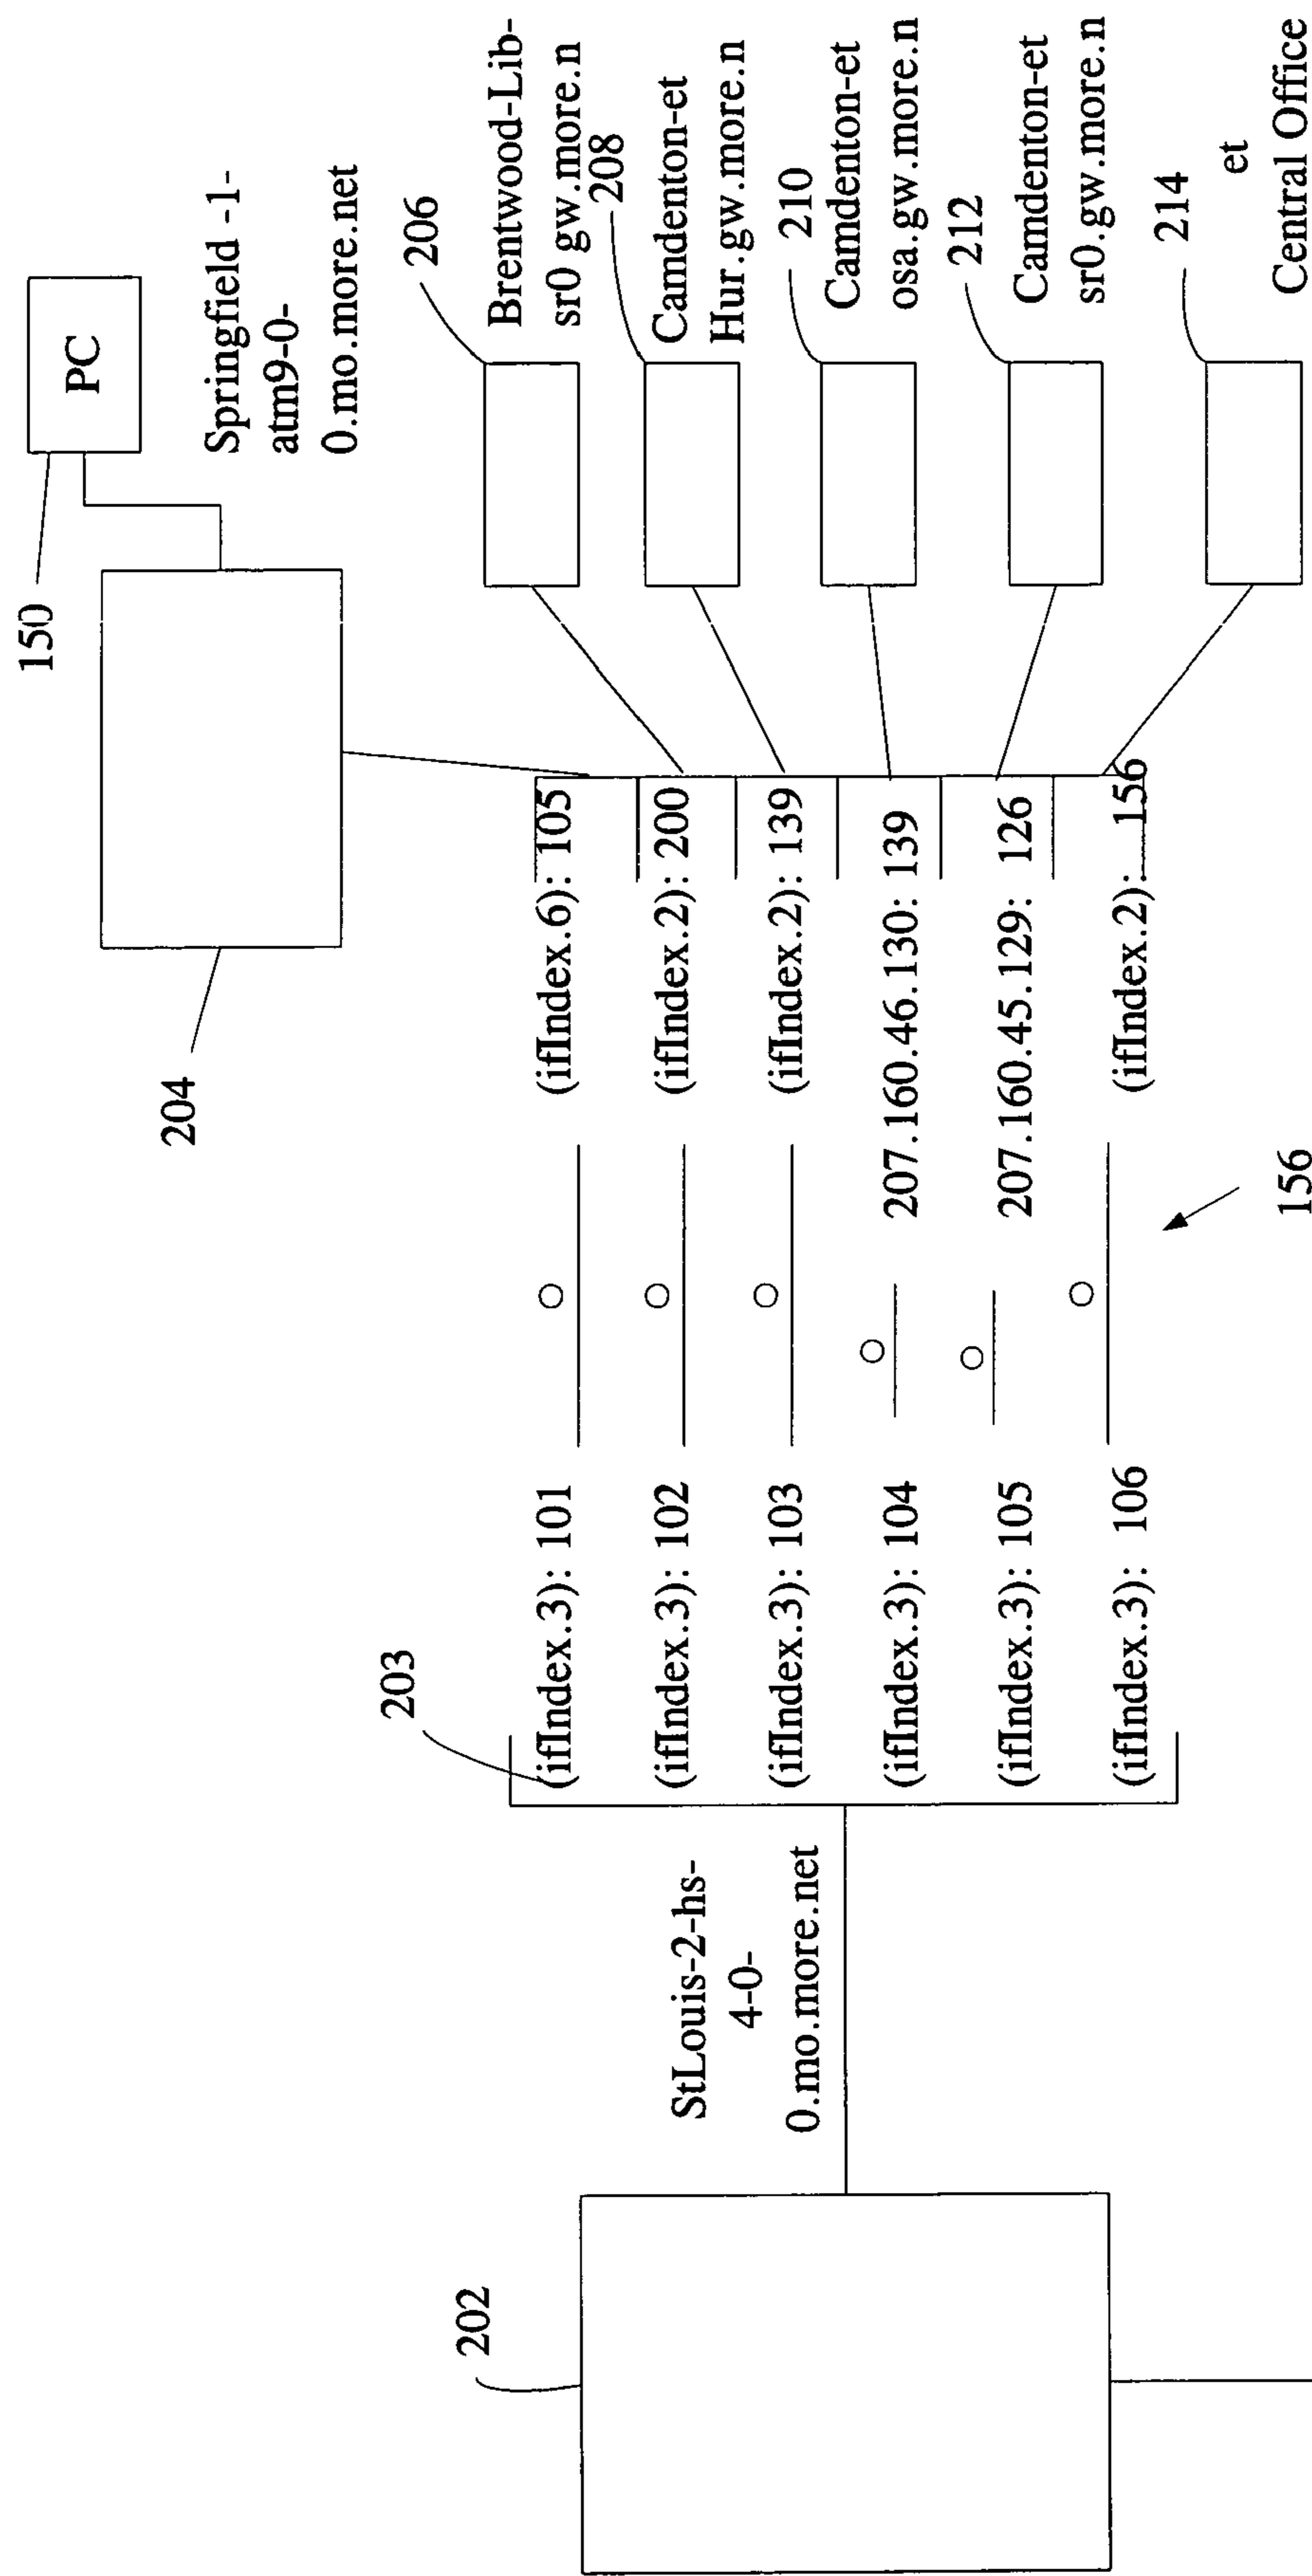 150
PC
Springfield -1-
atm9-0-
0.mo.more.net
204
206
Brentwood-Lib-
sr0 gw.more.n
208
Camdenton-et
Hur.gw.more.n
210
Camdenton-et
osa.gw.more.n
212
Camdenton-et
sr0.gw.more.n
214
et
Central Office
202
StLouis-2-hs-
4-0-
0.mo.more.net
203
(ifIndex.3): 101
(ifIndex.6): 105
(ifIndex.3): 102
(ifIndex.2): 200
(ifIndex.3): 103
(ifIndex.2): 139
(ifIndex.3): 104
207.160.46.130: 139
(ifIndex.3): 105
207.160.45.129: 126
(ifIndex.3): 106
(ifIndex.2): 156
156